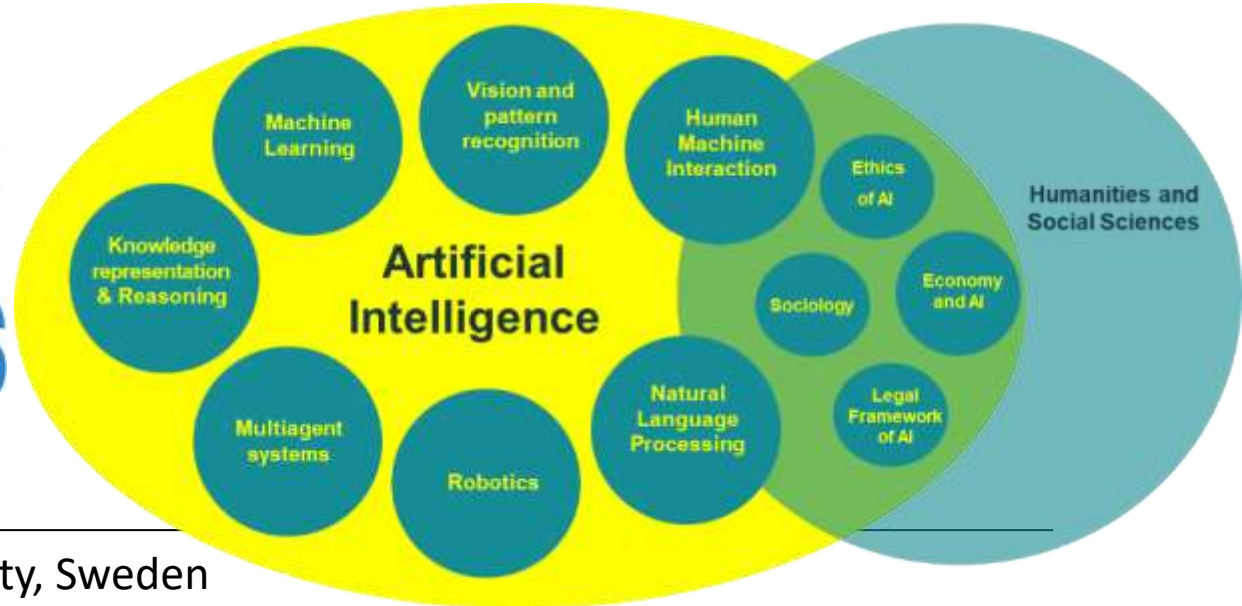 Vision and
pattern
recognition
Machine
Learning
Human
Machine
Interaction
Ethics
of AI
Humanities and
Social Sciences
Knowledge
representation
& Reasoning
Artificial
Intelligence
Sociology
Economy
and AI
Natural
Language
Processing
Legal
Framework
of AI
Multiagent
systems
Robotics
ty, Sweden